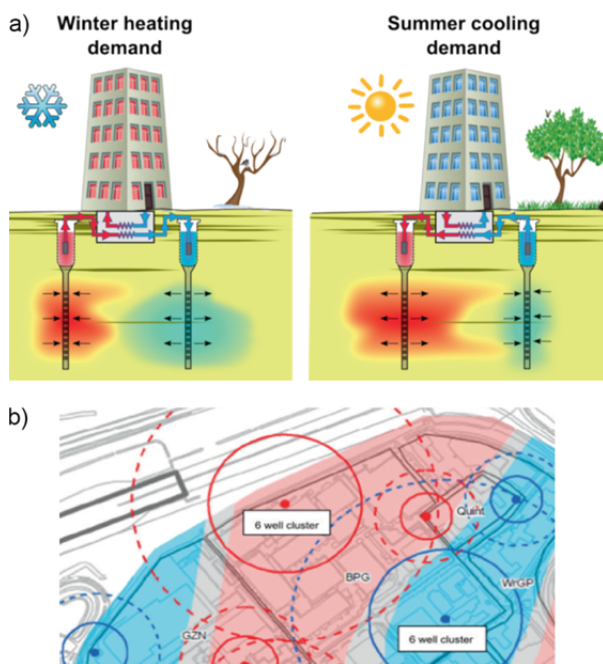 a)
Winter heating
demand
Summer cooling
demand
b)
6 well cluster
Quint
BPG
WrGP
GZN
6 well cluster